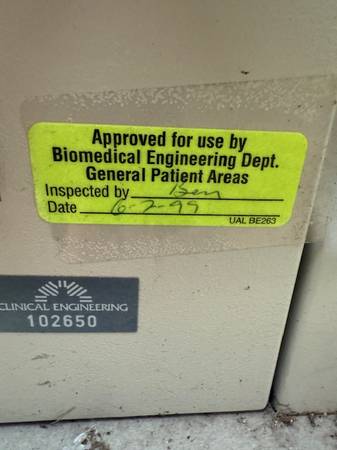 Approved for use by
Biomedical Engineering Dept.
General Patient Areas
Inspected by Ben
Date 6-2-99
UAL BE263
CLINICAL ENGINEERING
102650